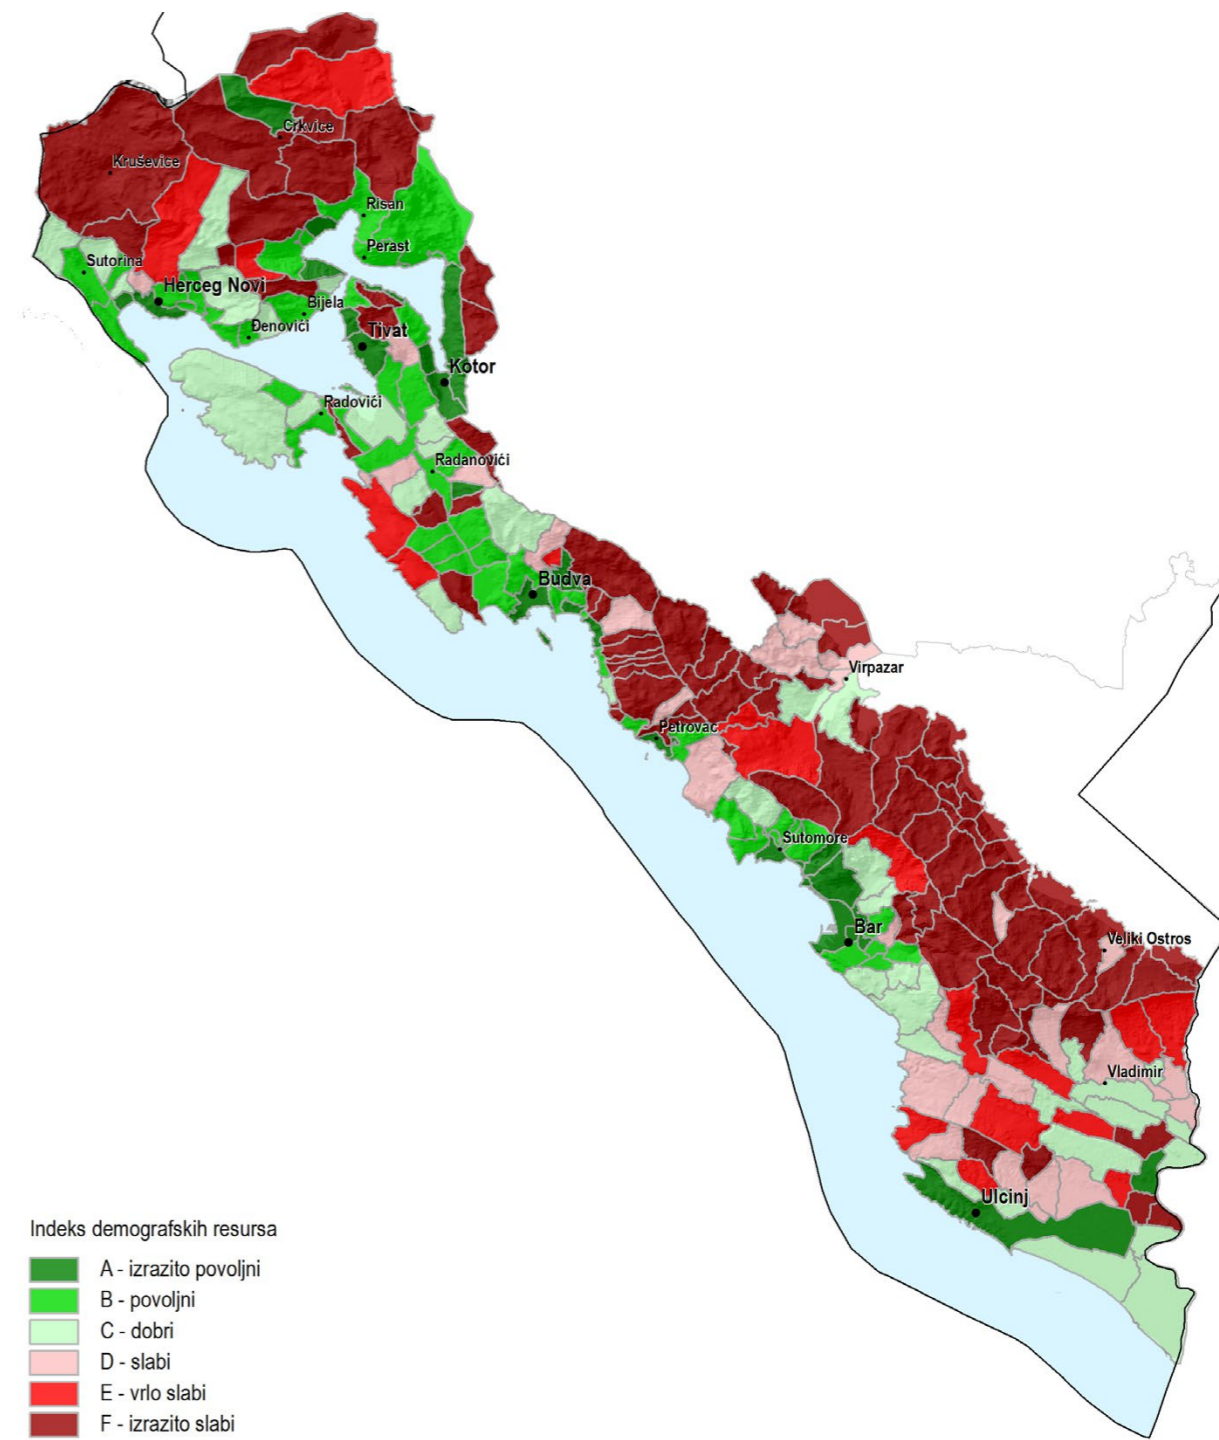 Crkvice
Kruševice
Risan
Perast
Sutorina
Herceg Novi
Bijela
Đenovići
Tivat
Kotor
Radovići
Radanovići
Budva
Virpazar
Petrovac
Sutomore
Bar
Veliki Ostros
Vladimir
Ulcinj
Indeks demografskih resursa
A - izrazito povoljni
B - povoljni
C - dobri
D - slabi
E - vrlo slabi
F - izrazito slabi